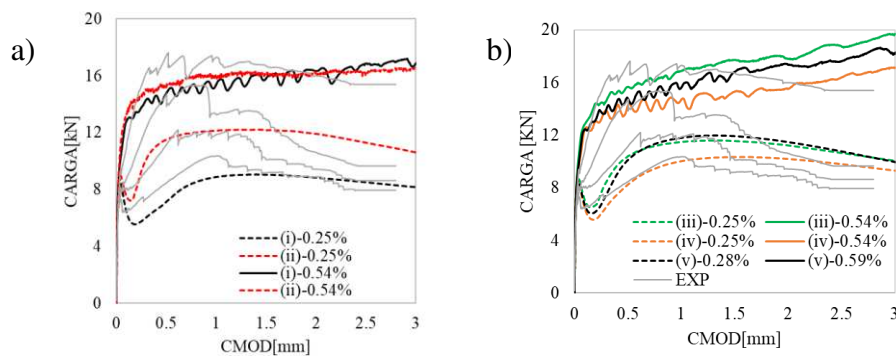 a)
CARGA[kN]
20
16
12
8
4
0
(i)-0.25%
(ii)-0.25%
(i)-0.54%
(ii)-0.54%
0 0.5 1 1.5 2 2.5 3
CMOD[mm]
b)
CARGA [KN]
20
16
12
8
4
0
(iii)-0.25% (iii)-0.54%
(iv)-0.25% (iv)-0.54%
(v)-0.28% (v)-0.59%
EXP
0 0.5 1 1.5 2 2.5 3
CMOD[mm]